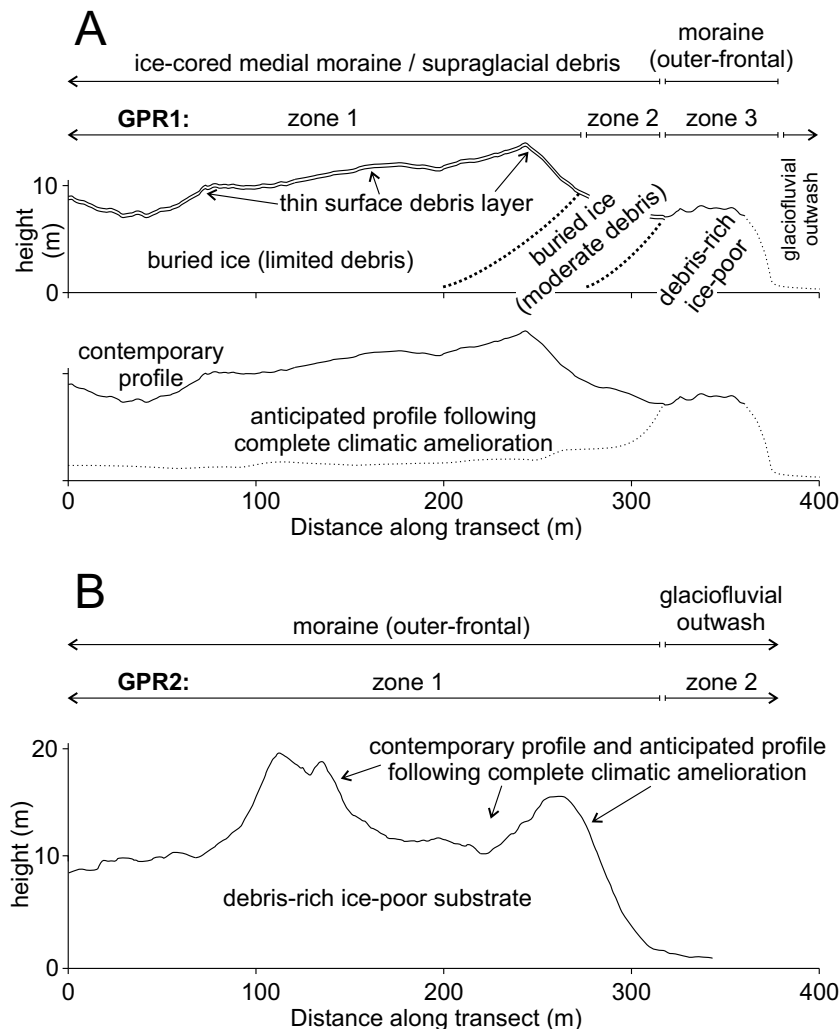 A
ice-cored medial moraine / supraglacial debris
moraine
(outer-frontal)
GPR1:
zone 1
zone 2
zone 3
10
0
height
(m)
thin surface debris layer
buried ice (limited debris)
buried ice
(moderate debris)
debris-rich
ice-poor
glaciofluvial
outwash
contemporary
profile
anticipated profile following
complete climatic amelioration
0
100
200
300
400
Distance along transect (m)
B
moraine (outer-frontal)
glaciofluvial
outwash
GPR2:
zone 1
zone 2
20
10
0
height (m)
contemporary profile and anticipated profile
following complete climatic amelioration
debris-rich ice-poor substrate
0
100
200
300
400
Distance along transect (m)